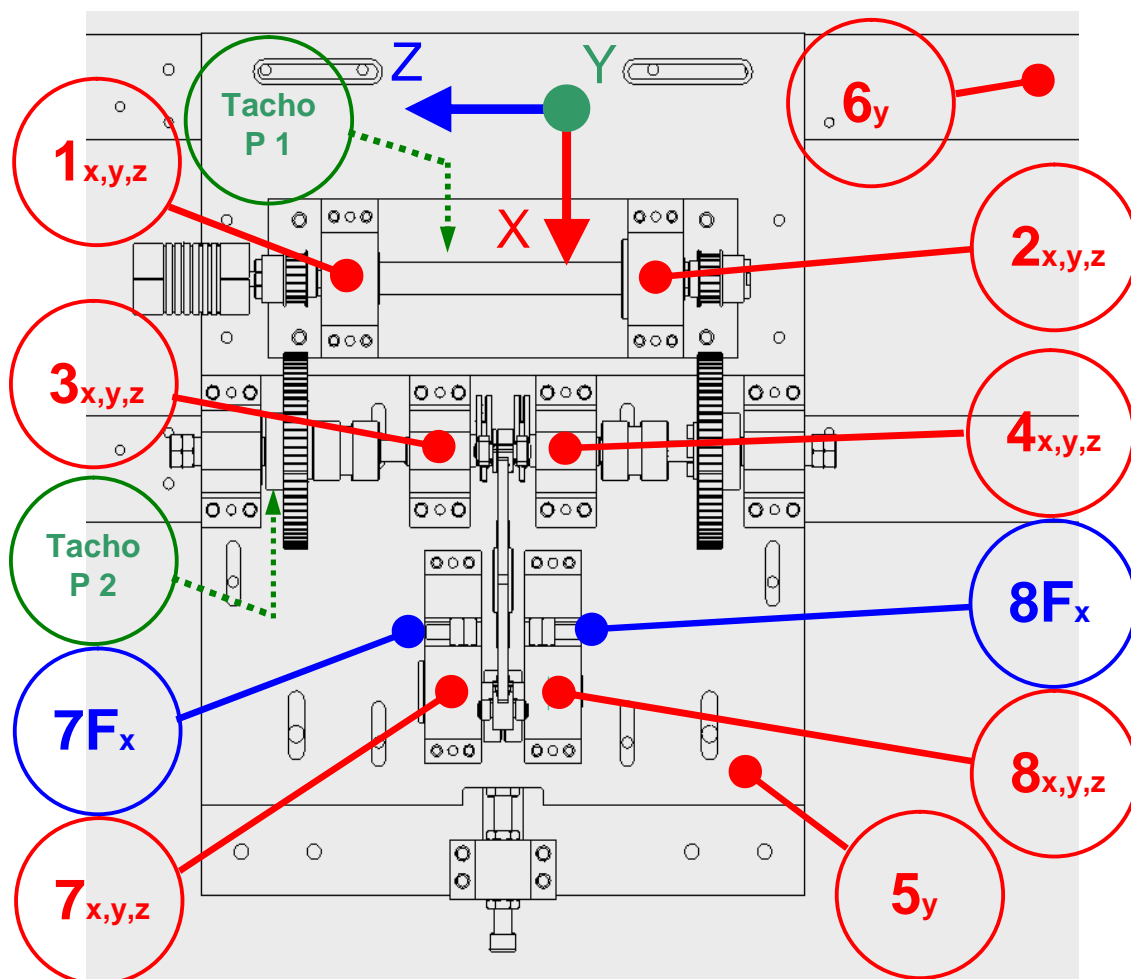 Z
Y
6y
Tacho
P 1
1x,y,z
X
2x,y,z
3x,y,z
4x,y,z
Tacho
P 2
8Fx
7Fx
8x,y,z
7x,y,z
5y